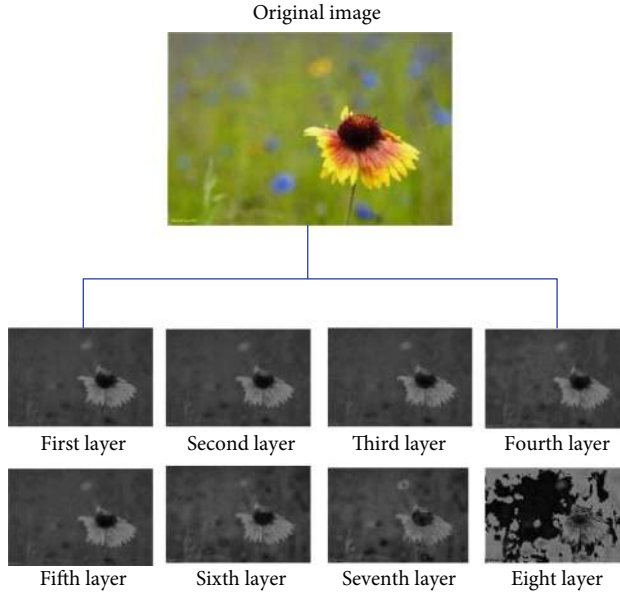 Original image
First layer
Second layer
Third layer
Fourth layer
Fifth layer
Sixth layer
Seventh layer
Eight layer